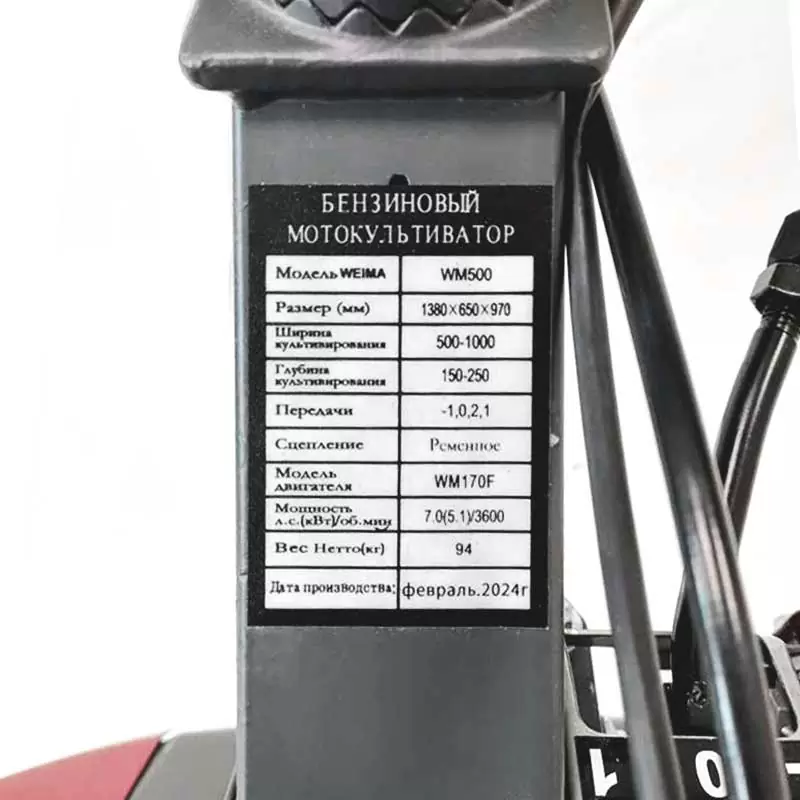 БЕНЗИНОВЫЙ
МОТОКУЛЬТИВАТОР
Модель WEIMA WM500
Размер (мм) 1380×650×970
Ширина
культивирования 500-1000
Глубина
культивирования 150-250
Передачи -1,0,2,1
Сцепление Ременное
Модель
двигателя WM170F
Мощность
л.с.(кВт)/об.мин 7.0(5.1)/3600
Вес Нетто(кг) 94
Дата производства: февраль.2024г
1 0